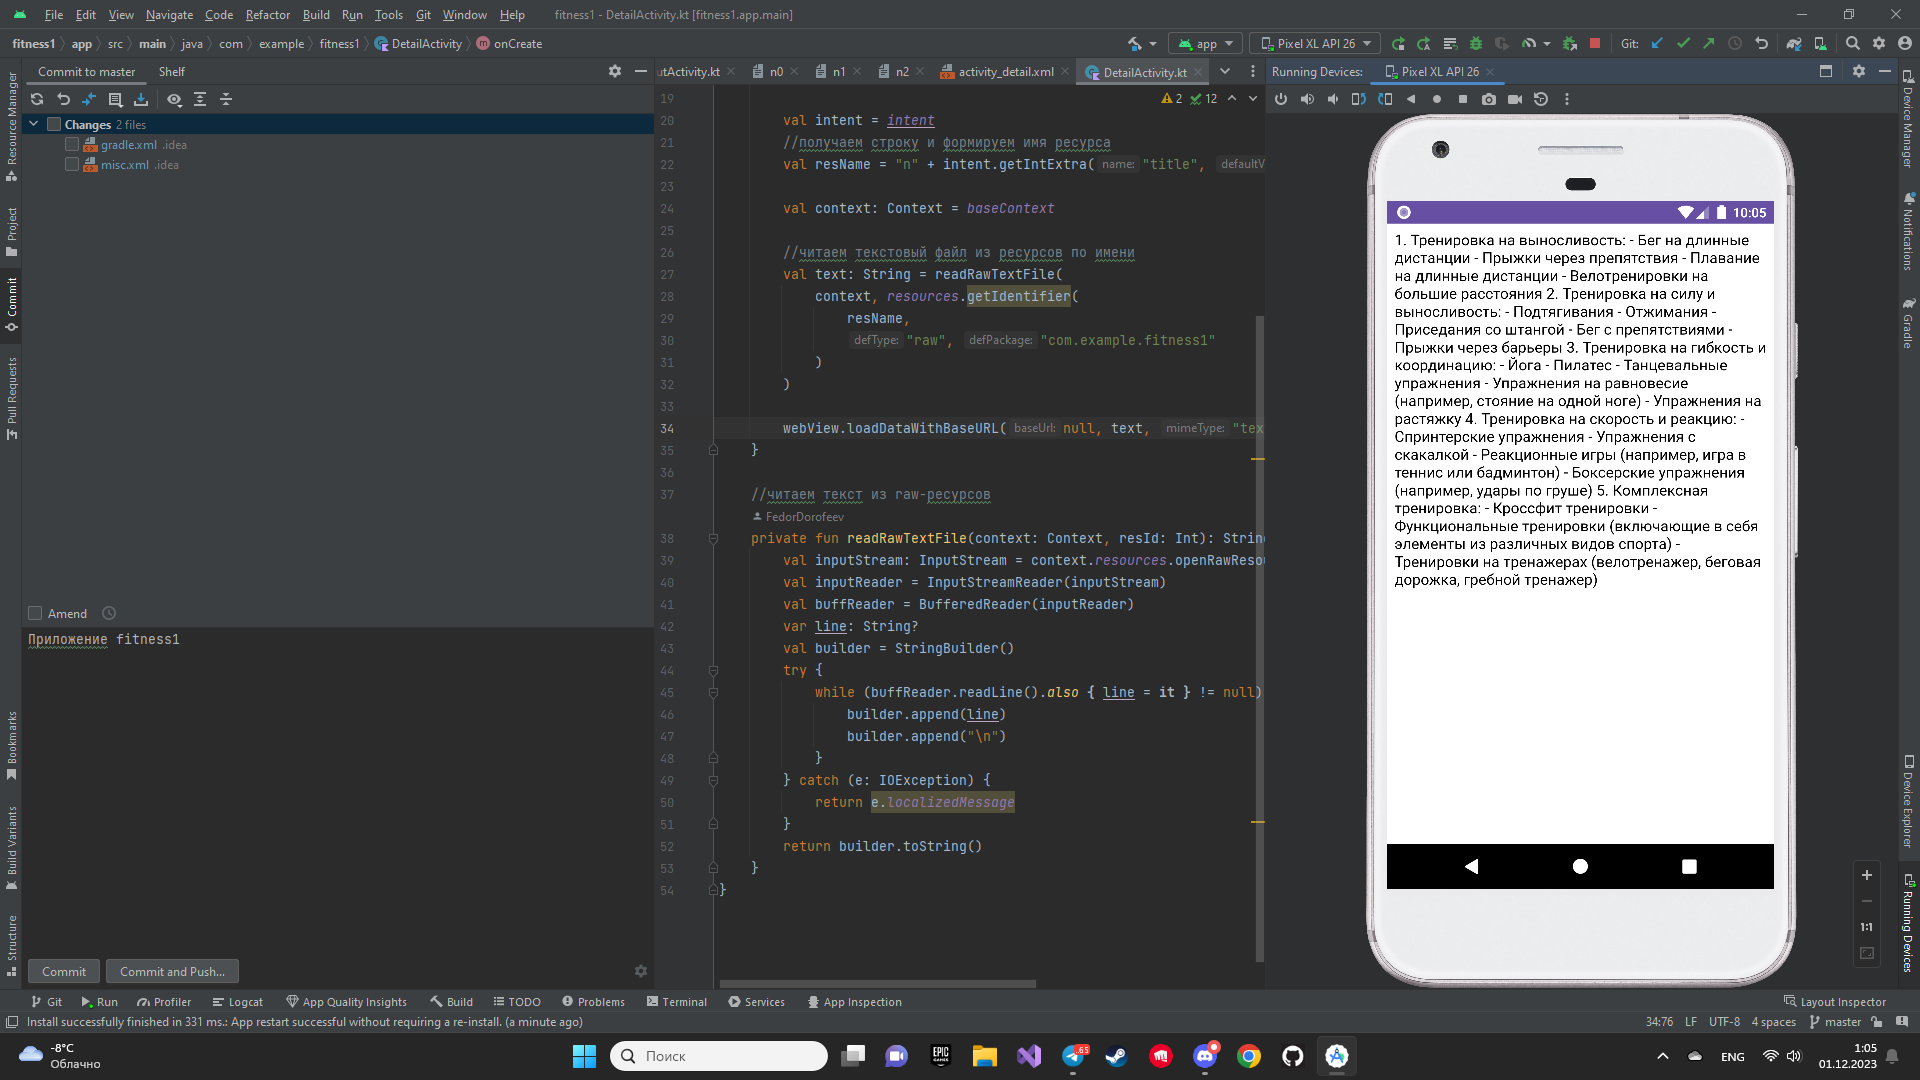 File Edit View Navigate Code Refactor Build Run Tools Git Window Help fitness1 - DetailActivity.kt [fitness1.app.main]
fitness1 app src main java com example fitness1 DetailActivity onCreate app Pixel XL API 26 Git:
Commit to master Shelf
utActivity.kt n0 n1 n2 activity_detail.xml DetailActivity.kt
Running Devices: Pixel XL API 26
Changes 2 files
gradle.xml .idea
misc.xml .idea
Amend
Приложение fitness1
Commit Commit and Push...
Resource Manager
Project
Commit
Pull Requests
Bookmarks
Build Variants
Structure
2 12
19
20 val intent = intent
21 //получаем строку и формируем имя ресурса
22 val resName = "n" + intent.getIntExtra( name: "title", defaultV
23
24 val context: Context = baseContext
25
26 //читаем текстовый файл из ресурсов по имени
27 val text: String = readRawTextFile(
28 context, resources.getIdentifier(
29 resName,
30 defType: "raw", defPackage: "com.example.fitness1"
31 )
32 )
33
34 webView.loadDataWithBaseURL( baseUrl: null, text, mimeType: "tex
35 }
36
37 //читаем текст из raw-ресурсов
FedorDorofeev
38 private fun readRawTextFile(context: Context, resId: Int): Strin
39 val inputStream: InputStream = context.resources.openRawReso
40 val inputReader = InputStreamReader(inputStream)
41 val buffReader = BufferedReader(inputReader)
42 var line: String?
43 val builder = StringBuilder()
44 try {
45 while (buffReader.readLine().also { line = it } != null)
46 builder.append(line)
47 builder.append("\n")
48 }
49 } catch (e: IOException) {
50 return e.localizedMessage
51 }
52 return builder.toString()
53 }
54 }
10:05
1. Тренировка на выносливость: - Бег на длинные
дистанции - Прыжки через препятствия - Плавание
на длинные дистанции - Велотренировки на
большие расстояния 2. Тренировка на силу и
выносливость: - Подтягивания - Отжимания -
Приседания со штангой - Бег с препятствиями -
Прыжки через барьеры 3. Тренировка на гибкость и
координацию: - Йога - Пилатес - Танцевальные
упражнения - Упражнения на равновесие
(например, стояние на одной ноге) - Упражнения на
растяжку 4. Тренировка на скорость и реакцию: -
Спринтерские упражнения - Упражнения с
скакалкой - Реакционные игры (например, игра в
теннис или бадминтон) - Боксерские упражнения
(например, удары по груше) 5. Комплексная
тренировка: - Кроссфит тренировки -
Функциональные тренировки (включающие в себя
элементы из различных видов спорта) -
Тренировки на тренажерах (велотренажер, беговая
дорожка, гребной тренажер)
1:1
Device Manager
Notifications
Gradle
Device Explorer
Running Devices
Git Run Profiler Logcat App Quality Insights Build TODO Problems Terminal Services App Inspection Layout Inspector
Install successfully finished in 331 ms.: App restart successful without requiring a re-install. (a minute ago) 34:76 LF UTF-8 4 spaces master
-8°C
Облачно
Поиск
EPIC GAMES
65
ENG
1:05
01.12.2023